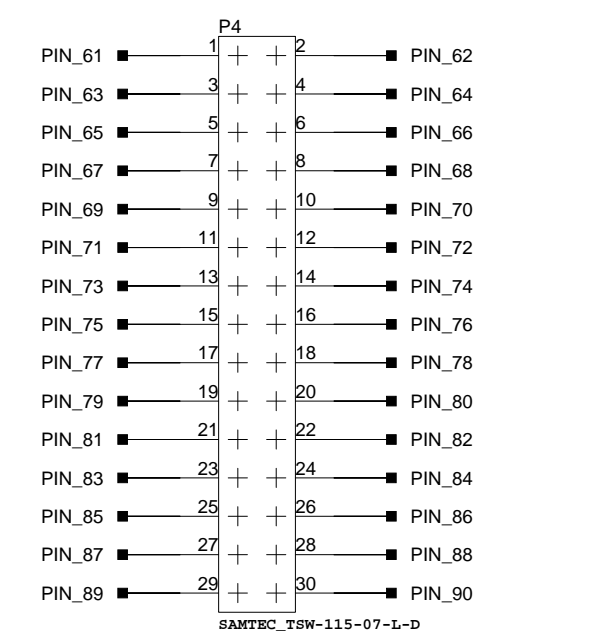 P4
PIN_61 1 2 PIN_62
PIN_63 3 4 PIN_64
PIN_65 5 6 PIN_66
PIN_67 7 8 PIN_68
PIN_69 9 10 PIN_70
PIN_71 11 12 PIN_72
PIN_73 13 14 PIN_74
PIN_75 15 16 PIN_76
PIN_77 17 18 PIN_78
PIN_79 19 20 PIN_80
PIN_81 21 22 PIN_82
PIN_83 23 24 PIN_84
PIN_85 25 26 PIN_86
PIN_87 27 28 PIN_88
PIN_89 29 30 PIN_90
SAMTEC_TSW-115-07-L-D